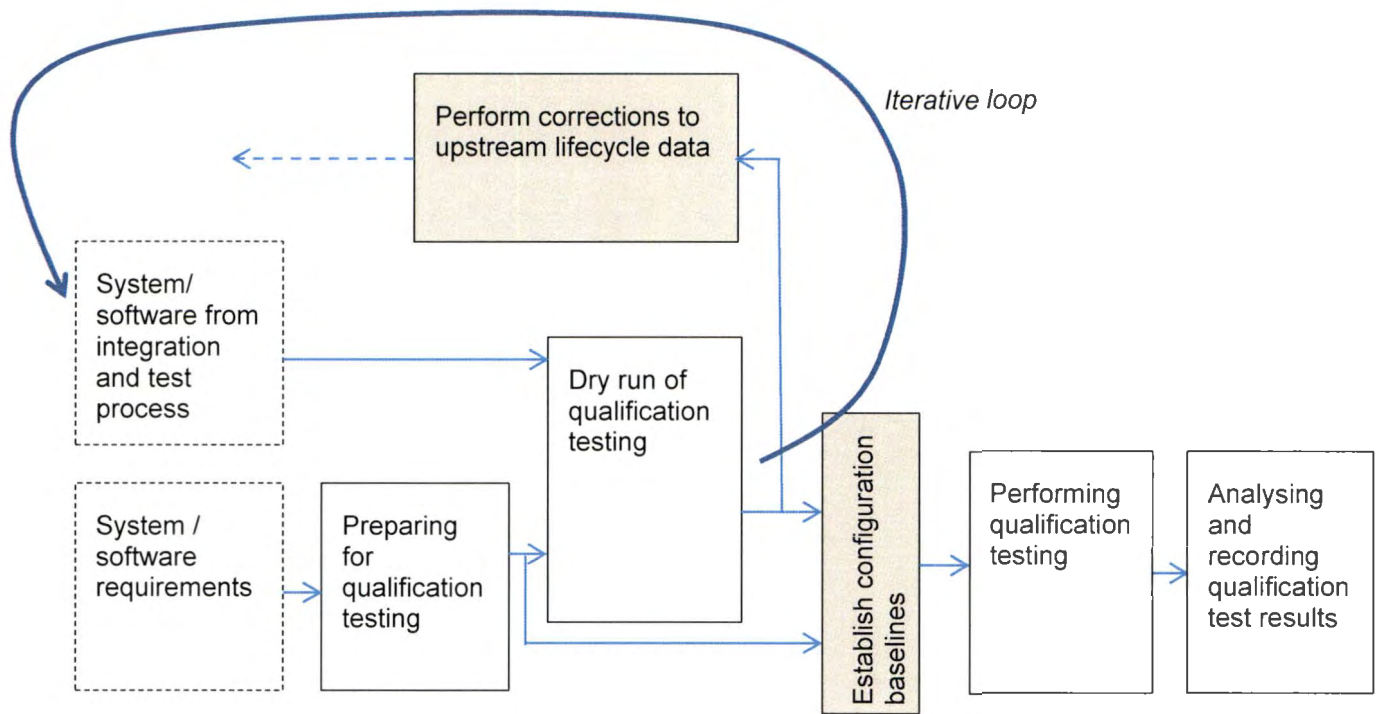 Iterative loop
Perform corrections to
upstream lifecycle data
System/
software from
integration
and test
process
Dry run of
qualification
testing
System /
software
requirements
Preparing
for
qualification
testing
Establish configuration
baselines
Performing
qualification
testing
Analysing
and
recording
qualification
test results